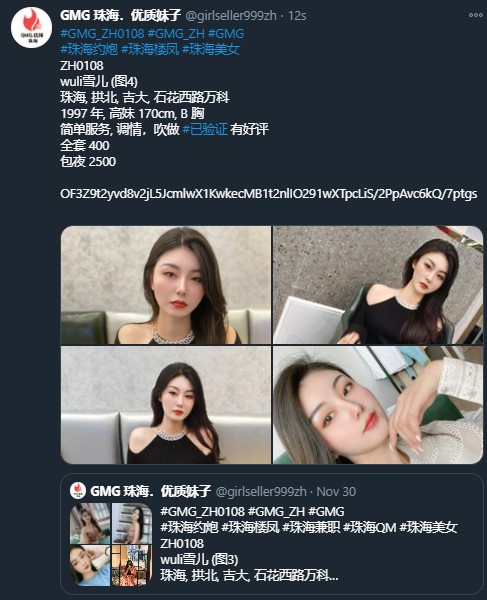 GMG 珠海．优质妹子 @girlseller999zh · 12s
#GMG_ZH0108 #GMG_ZH #GMG
#珠海约炮 #珠海楼凤 #珠海美女
ZH0108
wuli雪儿 (图4)
珠海, 拱北, 吉大, 石花西路万科
1997 年, 高妹 170cm, B 胸
简单服务, 调情，吹做 #已验证 有好评
全套 400
包夜 2500
OF3Z9t2yvd8v2jL5JcmlwX1KwkecMB1t2nlIO291wXTpcLiS/2PpAvc6kQ/7ptgs
GMG 珠海．优质妹子 @girlseller999zh · Nov 30
#GMG_ZH0108 #GMG_ZH #GMG
#珠海约炮 #珠海楼凤 #珠海兼职 #珠海QM #珠海美女
ZH0108
wuli雪儿 (图3)
珠海, 拱北, 吉大, 石花西路万科...